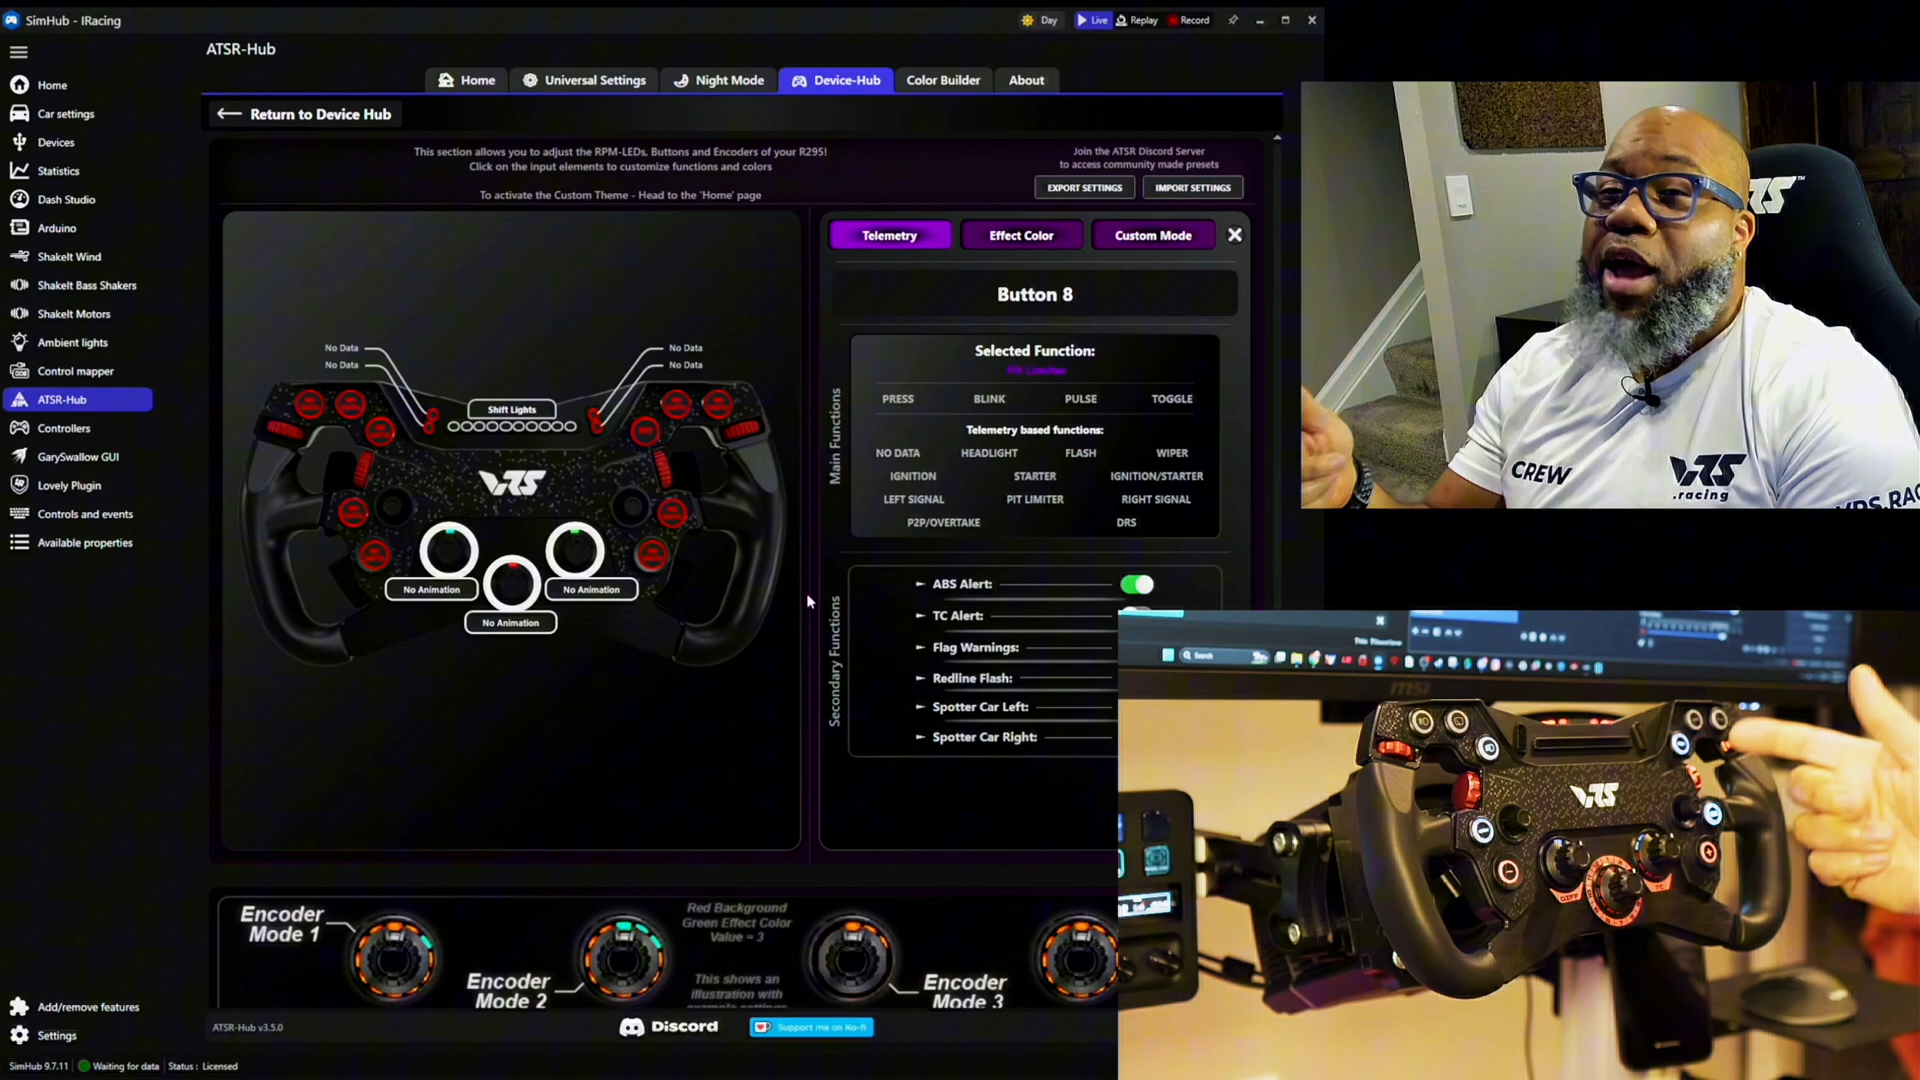 SimHub - IRacing
Day
Live
Replay
Record
ATSR-Hub
Home
Universal Settings
Night Mode
Device-Hub
Color Builder
About
Return to Device Hub
Home
Car settings
Devices
Statistics
Dash Studio
Arduino
ShakeIt Wind
ShakeIt Bass Shakers
ShakeIt Motors
Ambient lights
Control mapper
ATSR-Hub
Controllers
GarySwallow GUI
Lovely Plugin
Controls and events
Available properties
Add/remove features
Settings
SimHub 9.7.11
Waiting for data
Status : Licensed
This section allows you to adjust the RPM-LEDs, Buttons and Encoders of your R295!
Click on the input elements to customize functions and colors
To activate the Custom Theme - Head to the 'Home' page
Join the ATSR Discord Server
to access community made presets
EXPORT SETTINGS
IMPORT SETTINGS
No Data
No Data
No Data
No Data
Shift Lights
VRS
No Animation
No Animation
No Animation
Telemetry
Effect Color
Custom Mode
Button 8
Main Functions
Selected Function:
Pit Limiter
PRESS
BLINK
PULSE
TOGGLE
Telemetry based functions:
NO DATA
HEADLIGHT
FLASH
WIPER
IGNITION
STARTER
IGNITION/STARTER
LEFT SIGNAL
PIT LIMITER
RIGHT SIGNAL
P2P/OVERTAKE
DRS
Secondary Functions
ABS Alert:
TC Alert:
Flag Warnings:
Redline Flash:
Spotter Car Left:
Spotter Car Right:
Encoder
Mode 1
Encoder
Mode 2
Red Background
Green Effect Color
Value = 3
This shows an
illustration with
Encoder
Mode 3
ATSR-Hub v3.5.0
Discord
Support me on Ko-fi
CREW
VRS
.racing
Search
msi
VRS
DIFF
TC